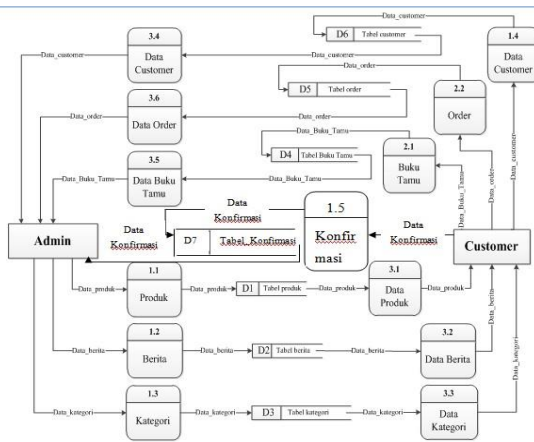 Data_customer
D6 Tabel customer
1.4
Data
Customer
3.4
Data
Customer
Data_customer
Data_customer
Data_order
D5 Tabel order
2.2
Order
3.6
Data Order
Data_order
Data_order
Data_Buku_Tamu
D4 Tabel Buku Tamu
2.1
Buku
Tamu
3.5
Data Buku
Tamu
Data_Buku_Tamu
Data_Buku_Tamu
Data_Buku_Tamu
Data_order
Data_customer
Admin
Data
Konfirmasi
Data
Konfirmasi
D7 Tabel_Konfirmasi
1.5
Konfir
masi
Data
Konfirmasi
Customer
1.1
Produk
Data_produk
Data_produk
D1 Tabel produk
Data_produk
3.1
Data
Produk
Data_produk
1.2
Berita
Data_berita
Data_berita
D2 Tabel berita
Data_berita
3.2
Data Berita
Data_berita
1.3
Kategori
Data_kategori
Data_kategori
D3 Tabel kategori
Data_kategori
3.3
Data
Kategori
Data_kategori